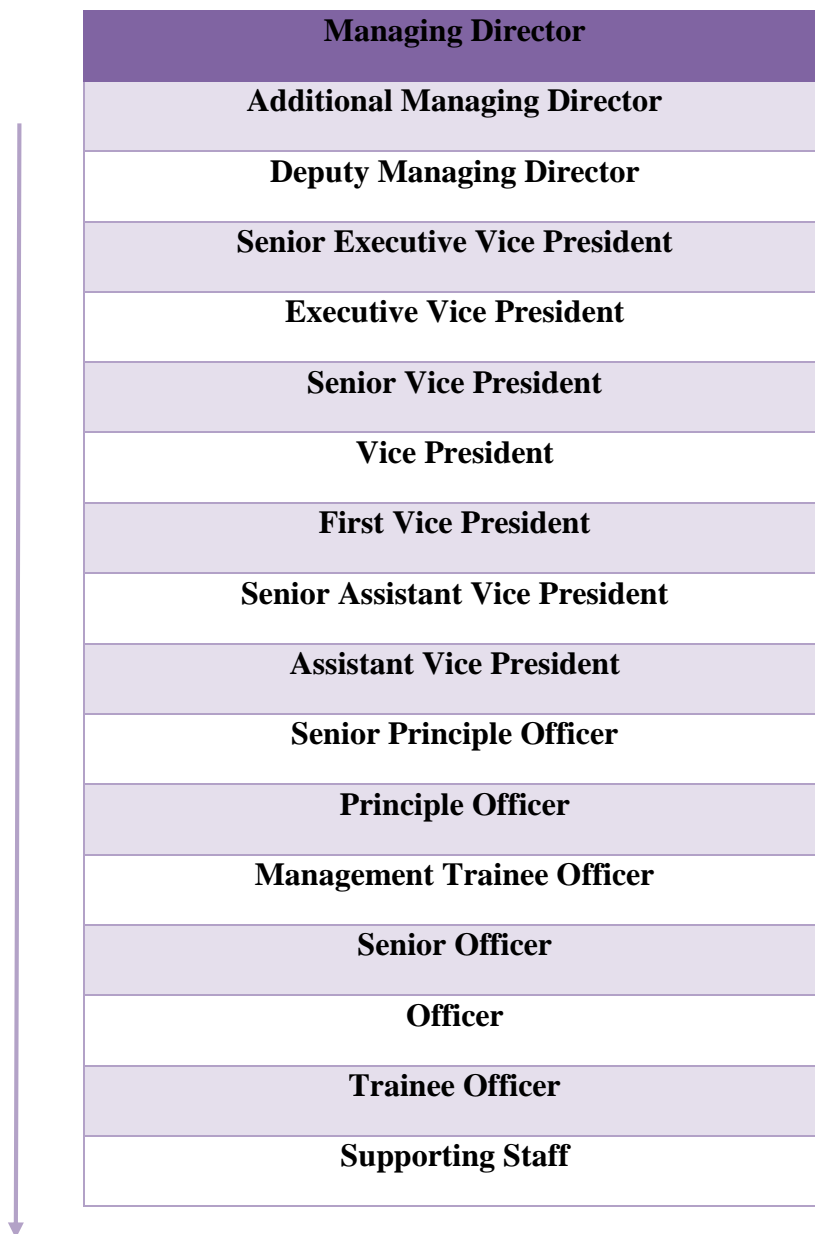 Managing Director
Additional Managing Director
Deputy Managing Director
Senior Executive Vice President
Executive Vice President
Senior Vice President
Vice President
First Vice President
Senior Assistant Vice President
Assistant Vice President
Senior Principle Officer
Principle Officer
Management Trainee Officer
Senior Officer
Officer
Trainee Officer
Supporting Staff